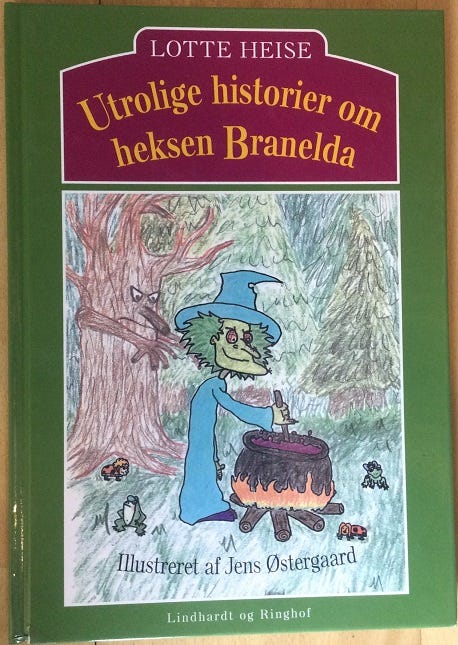 LOTTE HEISE
Utrolige historier om
heksen Branelda
Illustreret af Jens Østergaard
Lindhardt og Ringhof